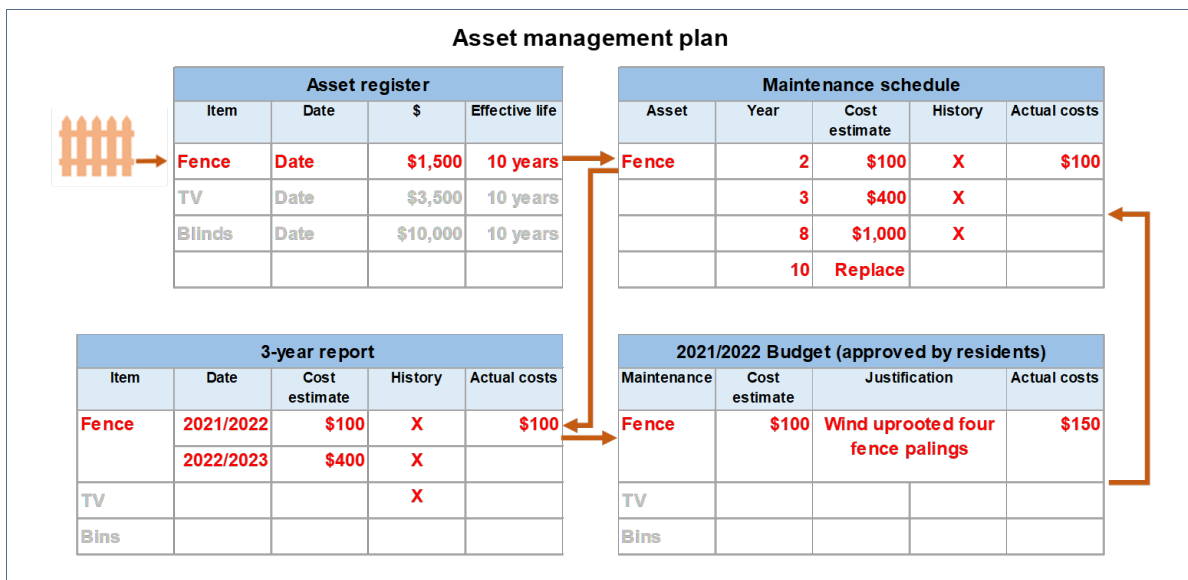 Asset management plan
Asset register
Item Date $ Effective life
Fence Date $1,500 10 years
TV Date $3,500 10 years
Blinds Date $10,000 10 years
Maintenance schedule
Asset Year Cost History Actual costs
estimate
Fence 2 $100 X $100
3 $400 X
8 $1,000 X
10 Replace
3-year report
Item Date Cost History Actual costs
estimate
Fence 2021/2022 $100 X $100
2022/2023 $400 X
TV X
Bins
2021/2022 Budget (approved by residents)
Maintenance Cost Justification Actual costs
estimate
Fence $100 Wind uprooted four $150
fence palings
TV
Bins